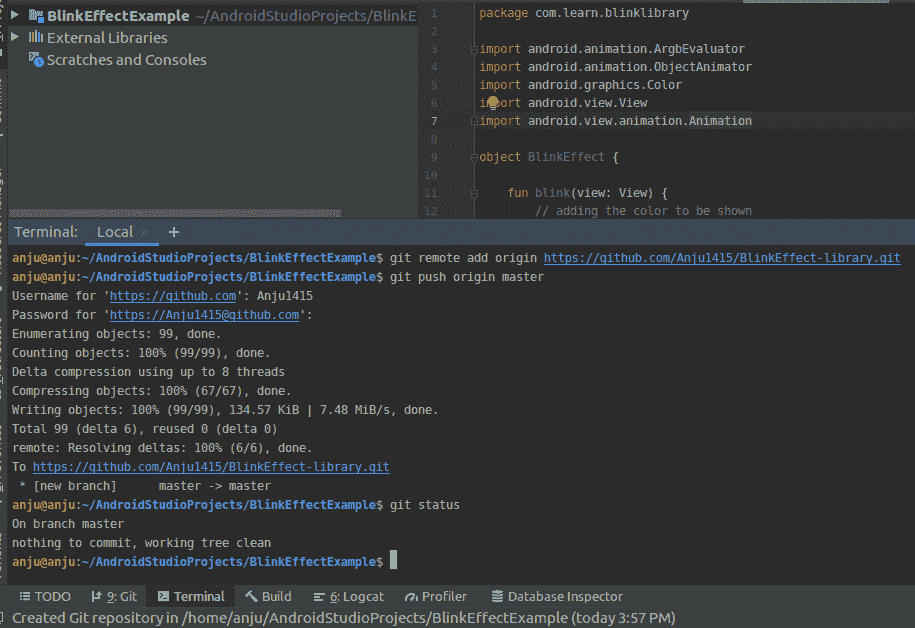 BlinkEffectExample ~/AndroidStudioProjects/BlinkE
External Libraries
Scratches and Consoles
1 package com.learn.blinklibrary
2
3 import android.animation.ArgbEvaluator
4 import android.animation.ObjectAnimator
5 import android.graphics.Color
6 import android.view.View
7 import android.view.animation.Animation
8
9 object BlinkEffect {
10
11 fun blink(view: View) {
12 // adding the color to be shown
Terminal: Local × +
anju@anju:~/AndroidStudioProjects/BlinkEffectExample$ git remote add origin https://github.com/Anju1415/BlinkEffect-library.git
anju@anju:~/AndroidStudioProjects/BlinkEffectExample$ git push origin master
Username for 'https://github.com': Anju1415
Password for 'https://Anju1415@github.com':
Enumerating objects: 99, done.
Counting objects: 100% (99/99), done.
Delta compression using up to 8 threads
Compressing objects: 100% (67/67), done.
Writing objects: 100% (99/99), 134.57 KiB | 7.48 MiB/s, done.
Total 99 (delta 6), reused 0 (delta 0)
remote: Resolving deltas: 100% (6/6), done.
To https://github.com/Anju1415/BlinkEffect-library.git
* [new branch] master -> master
anju@anju:~/AndroidStudioProjects/BlinkEffectExample$ git status
On branch master
nothing to commit, working tree clean
anju@anju:~/AndroidStudioProjects/BlinkEffectExample$
TODO 9: Git Terminal Build 6: Logcat Profiler Database Inspector
Created Git repository in /home/anju/AndroidStudioProjects/BlinkEffectExample (today 3:57 PM)